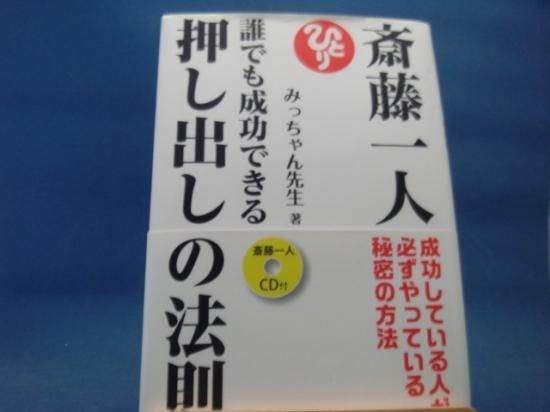 斎藤一人
ひとり
みっちゃん先生 著
誰でも成功できる
押し出しの法則
成功している人が
必ずやっている
秘密の方法
斎藤一人
CD付